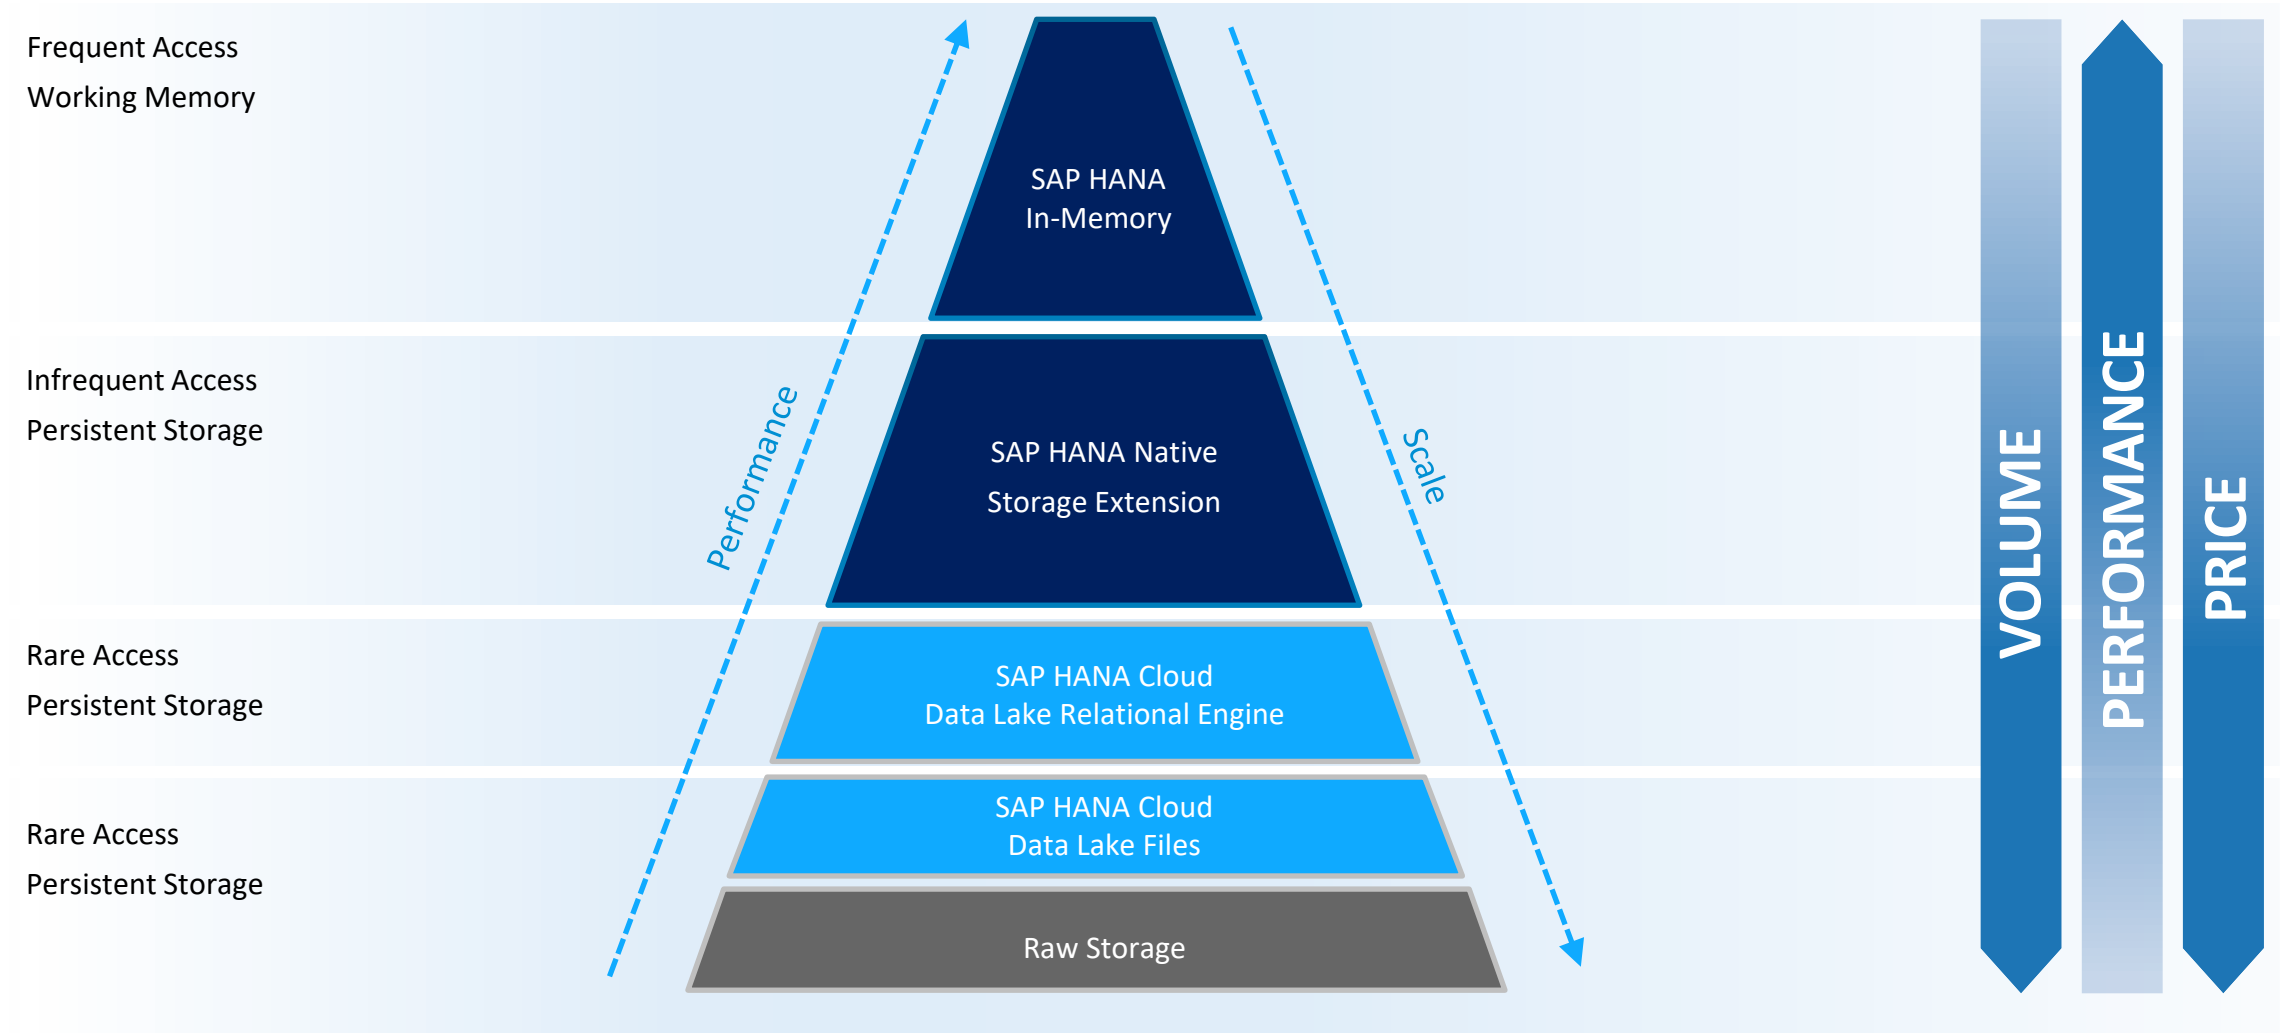 Frequent Access
Working Memory
SAP HANA
In-Memory
Infrequent Access
Persistent Storage
SAP HANA Native
Storage Extension
Performance
Scale
Rare Access
Persistent Storage
SAP HANA Cloud
Data Lake Relational Engine
Rare Access
Persistent Storage
SAP HANA Cloud
Data Lake Files
Raw Storage
VOLUME
PERFORMANCE
PRICE